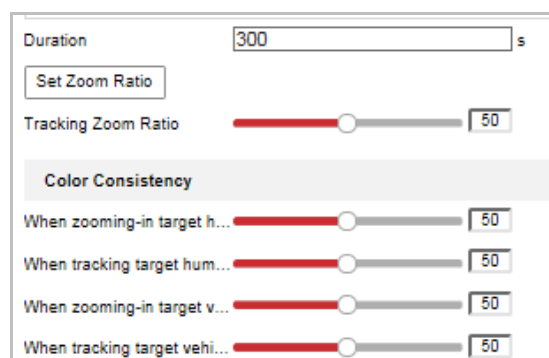 Duration 300 s
Set Zoom Ratio
Tracking Zoom Ratio 50
Color Consistency
When zooming-in target h... 50
When tracking target hum... 50
When zooming-in target v... 50
When tracking target vehi... 50